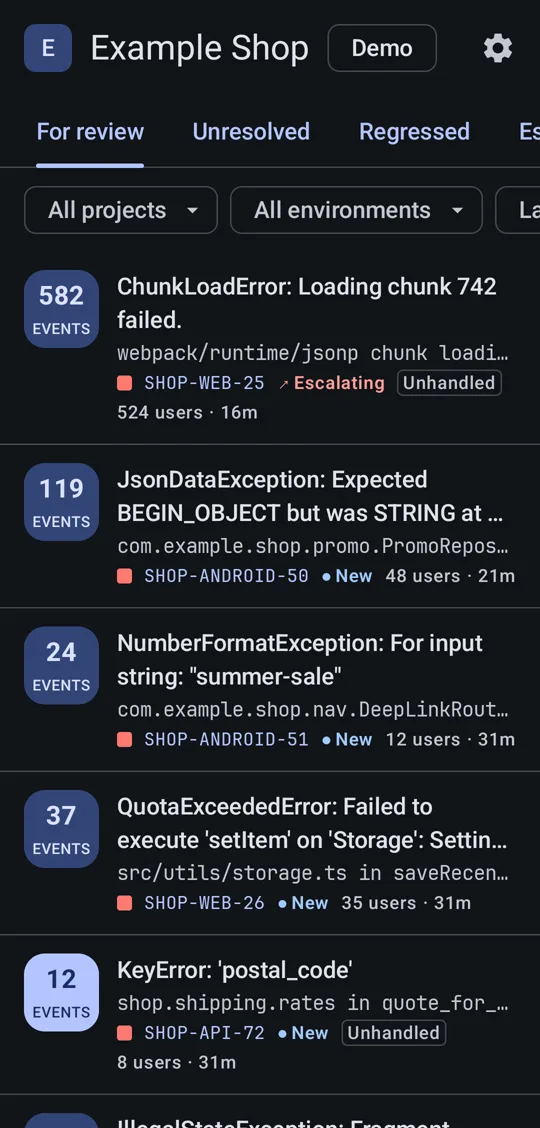 E Example Shop Demo
For review Unresolved Regressed Es
All projects All environments La
582 EVENTS
ChunkLoadError: Loading chunk 742
failed.
webpack/runtime/jsonp chunk loadi…
SHOP-WEB-25 ↗ Escalating Unhandled
524 users · 16m
119 EVENTS
JsonDataException: Expected
BEGIN_OBJECT but was STRING at …
com.example.shop.promo.PromoRepos…
SHOP-ANDROID-50 • New 48 users · 21m
24 EVENTS
NumberFormatException: For input
string: "summer-sale"
com.example.shop.nav.DeepLinkRout…
SHOP-ANDROID-51 • New 12 users · 31m
37 EVENTS
QuotaExceededError: Failed to
execute 'setItem' on 'Storage': Settin…
src/utils/storage.ts in saveRecen…
SHOP-WEB-26 • New 35 users · 31m
12 EVENTS
KeyError: 'postal_code'
shop.shipping.rates in quote_for_…
SHOP-API-72 • New Unhandled
8 users · 31m
IllegalStateException: Fragment